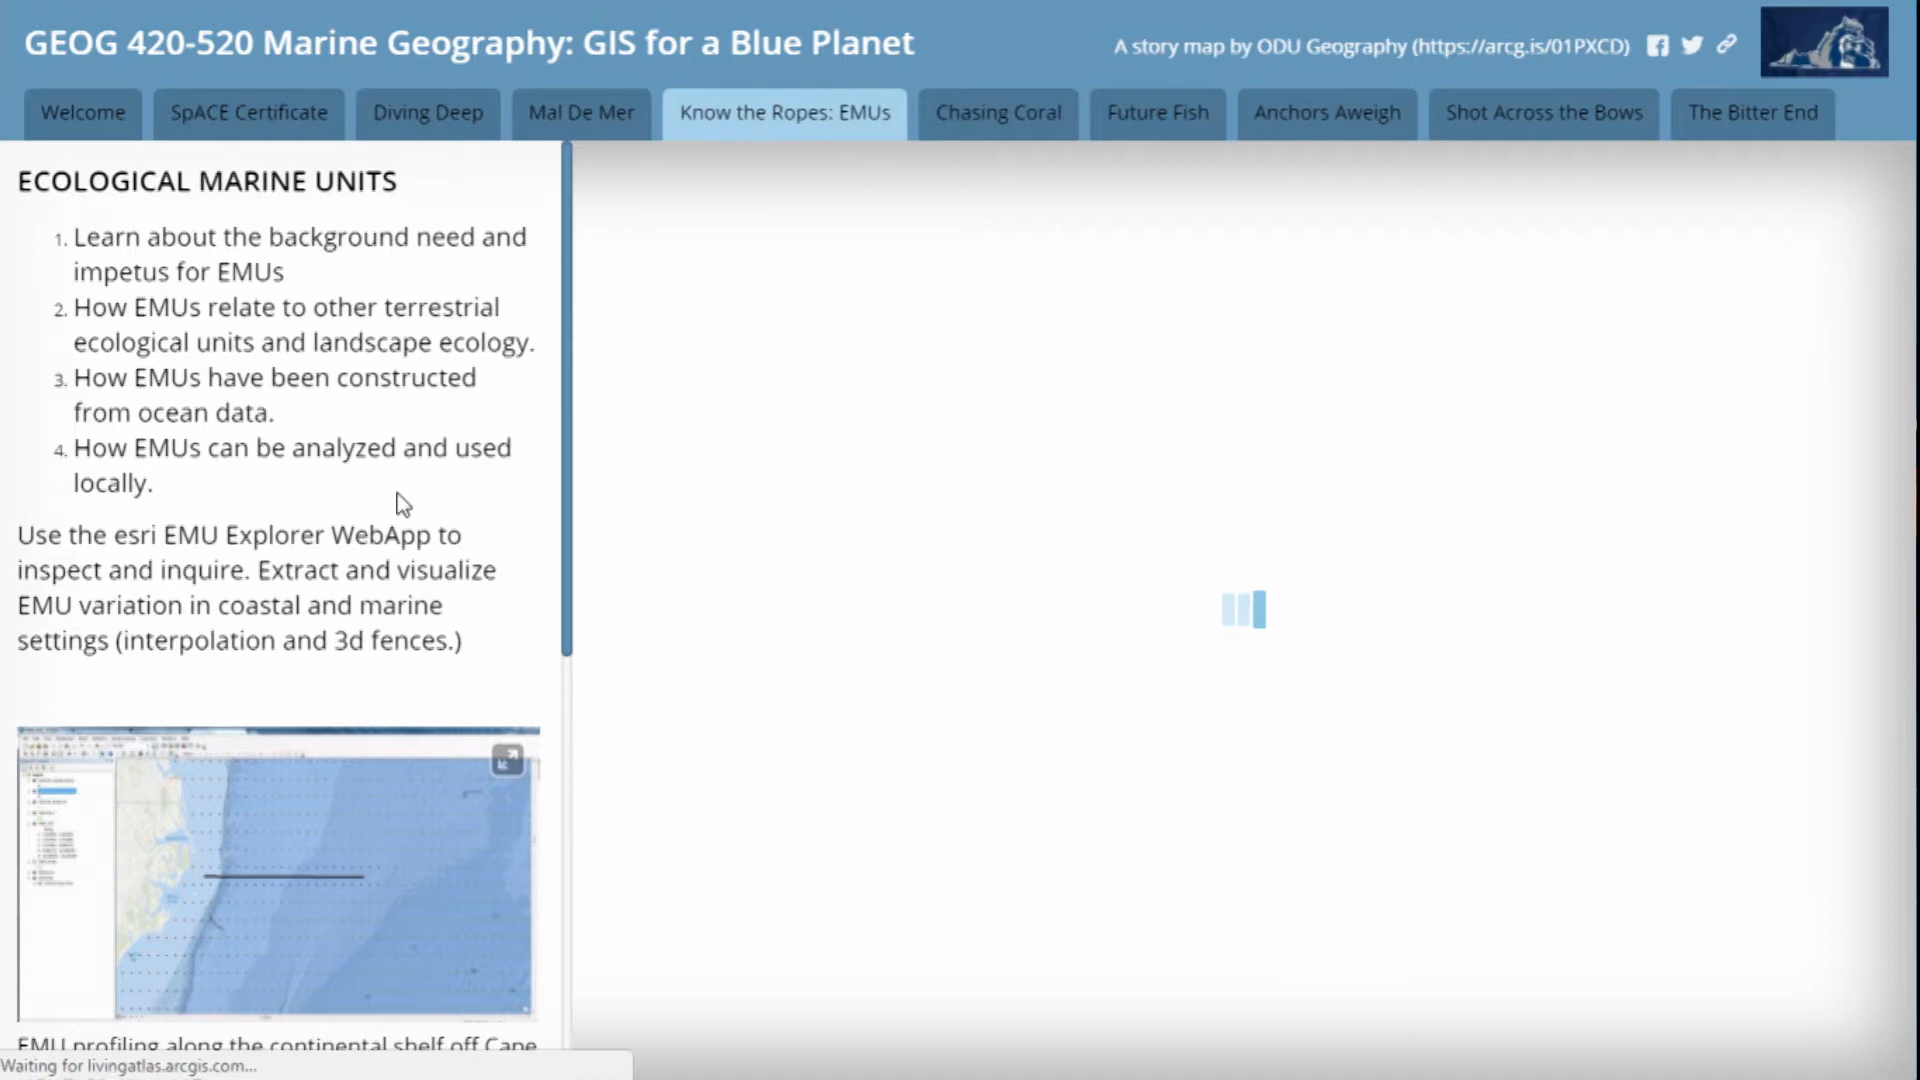 GEOG 420-520 Marine Geography: GIS for a Blue Planet
A story map by ODU Geography (https://arcg.is/01PXCD)
Welcome
SpACE Certificate
Diving Deep
Mal De Mer
Know the Ropes: EMUs
Chasing Coral
Future Fish
Anchors Aweigh
Shot Across the Bows
The Bitter End
ECOLOGICAL MARINE UNITS
1. Learn about the background need and
impetus for EMUs
2. How EMUs relate to other terrestrial
ecological units and landscape ecology.
3. How EMUs have been constructed
from ocean data.
4. How EMUs can be analyzed and used
locally.
Use the esri EMU Explorer WebApp to
inspect and inquire. Extract and visualize
EMU variation in coastal and marine
settings (interpolation and 3d fences.)
EMU profiling along the continental shelf off Cape
Waiting for livingatlas.arcgis.com...